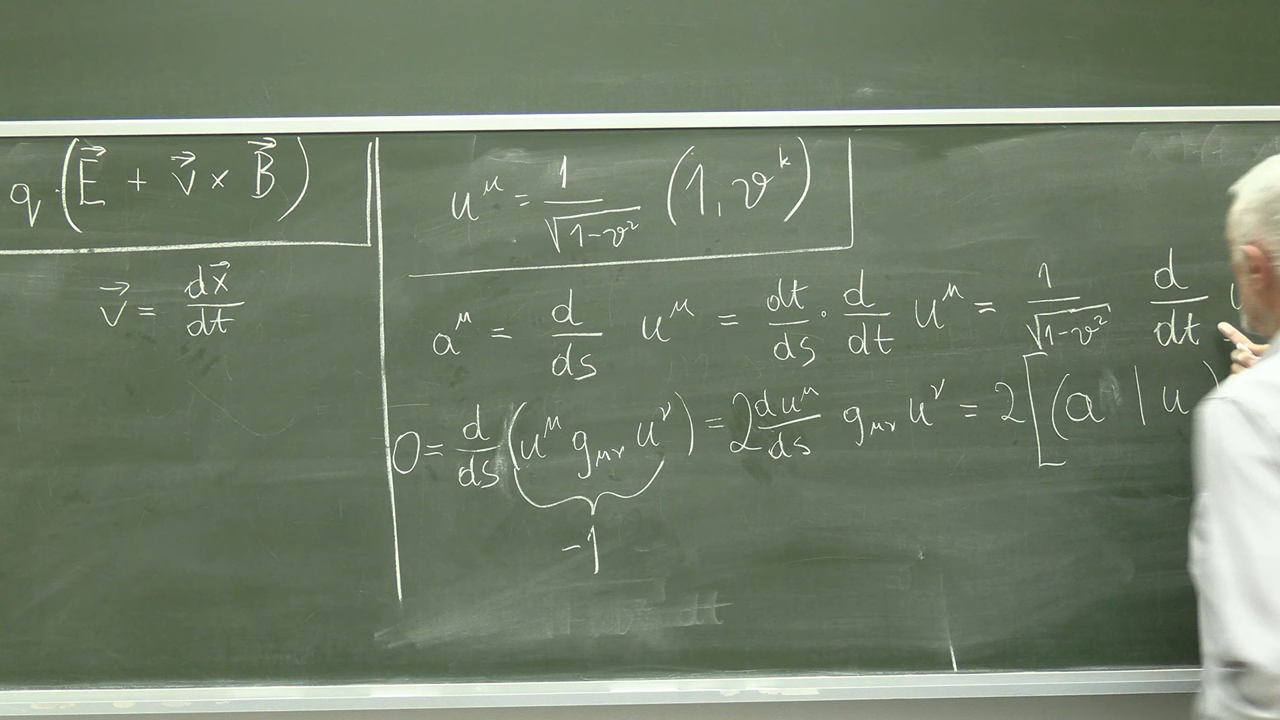 q · (E⃗ + v⃗ × B⃗)
v⃗ = dx⃗/dt
u^μ = 1/√(1-v²) (1, v^k)
a^μ = d/ds u^μ = dt/ds · d/dt u^μ = 1/√(1-v²) d/dt
0 = d/ds (u^μ g_μν u^ν) = 2 du^μ/ds g_μν u^ν = 2[(a | u)
-1